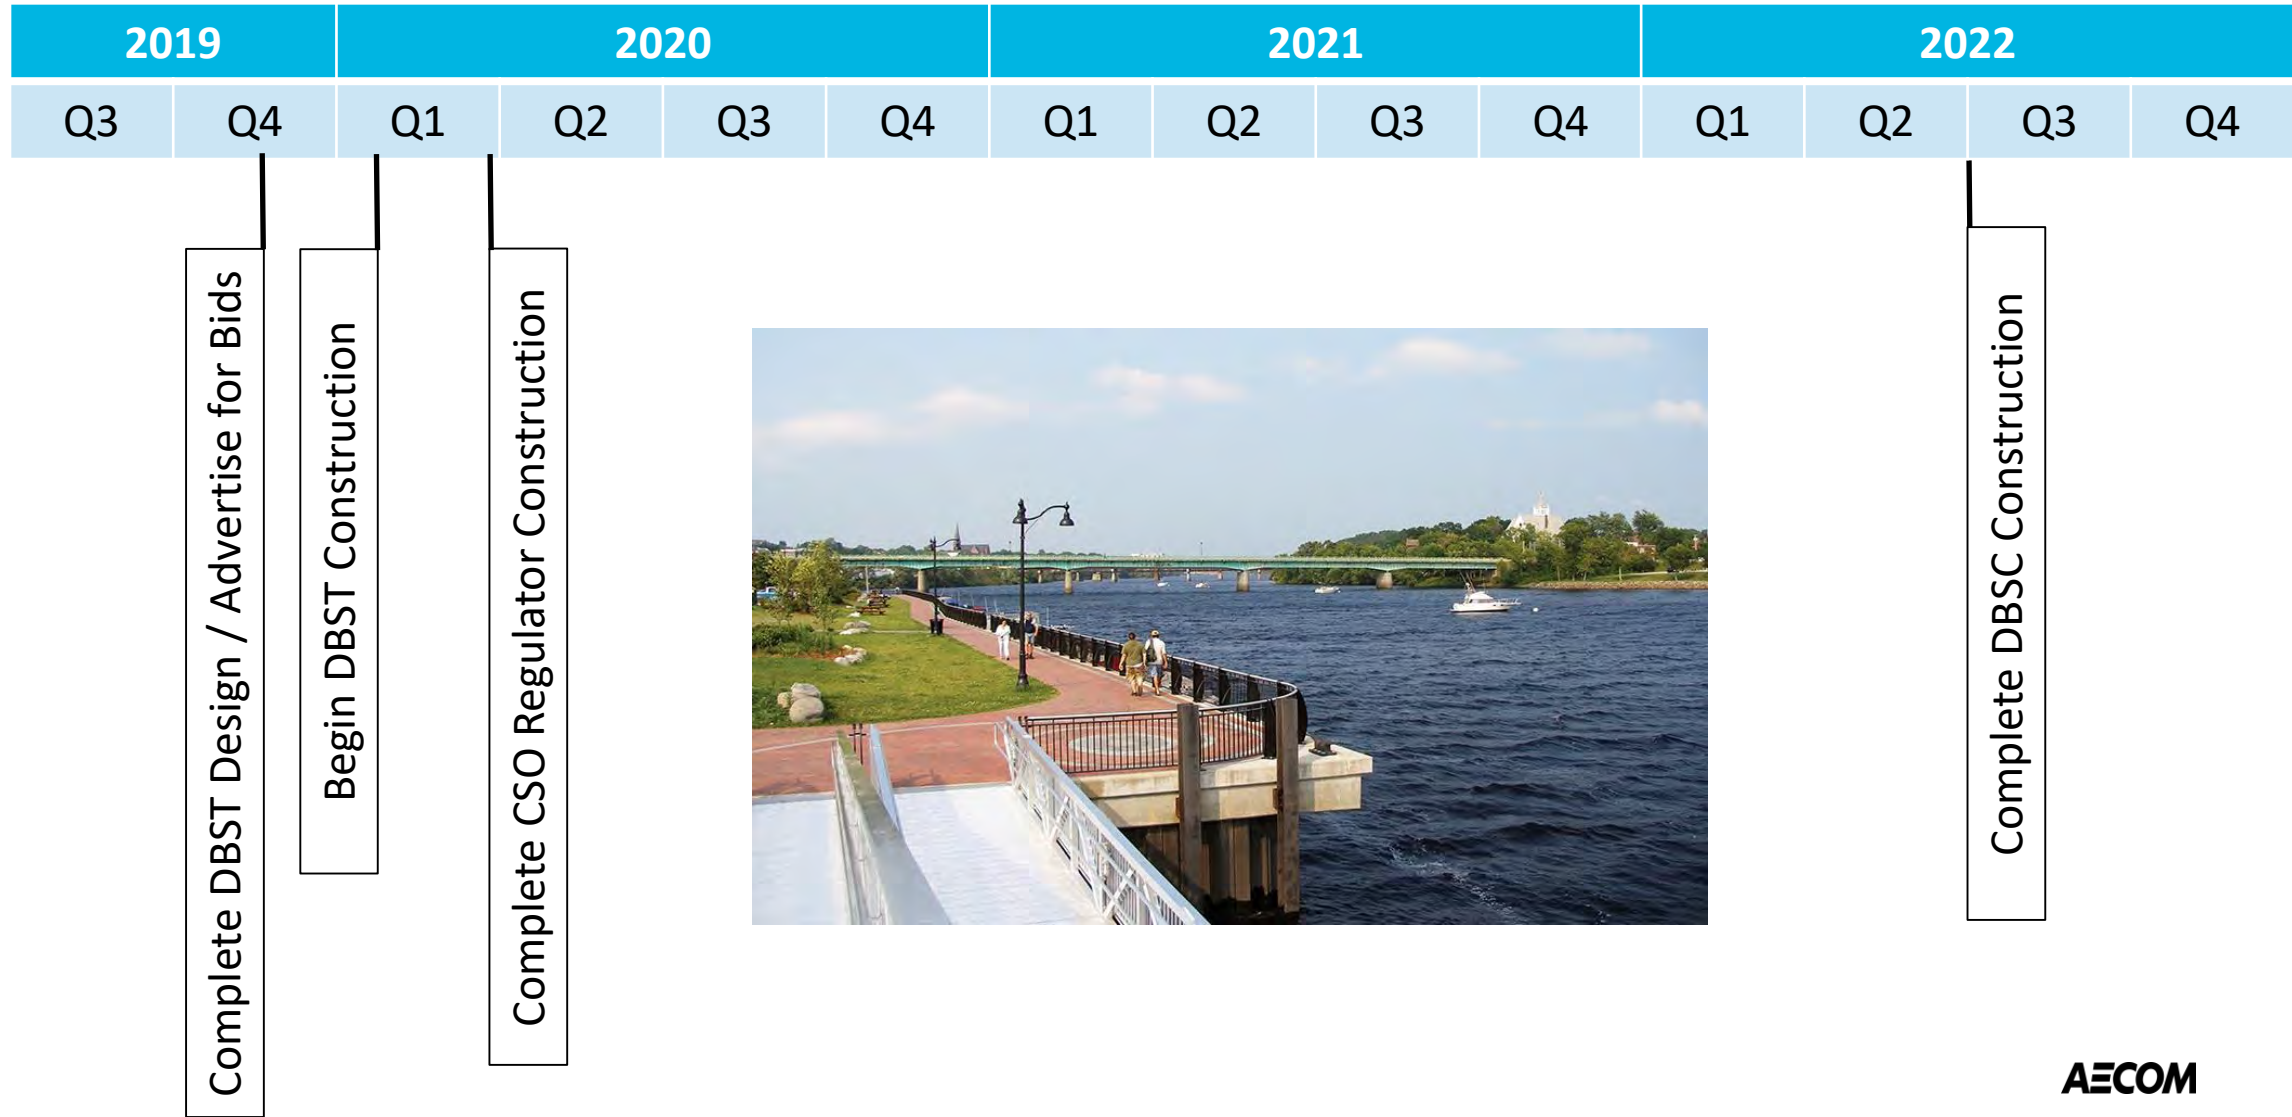 2019 2020 2021 2022
Q3 Q4 Q1 Q2 Q3 Q4 Q1 Q2 Q3 Q4 Q1 Q2 Q3 Q4
Complete DBST Design / Advertise for Bids
Begin DBST Construction
Complete CSO Regulator Construction
Complete DBSC Construction
AECOM